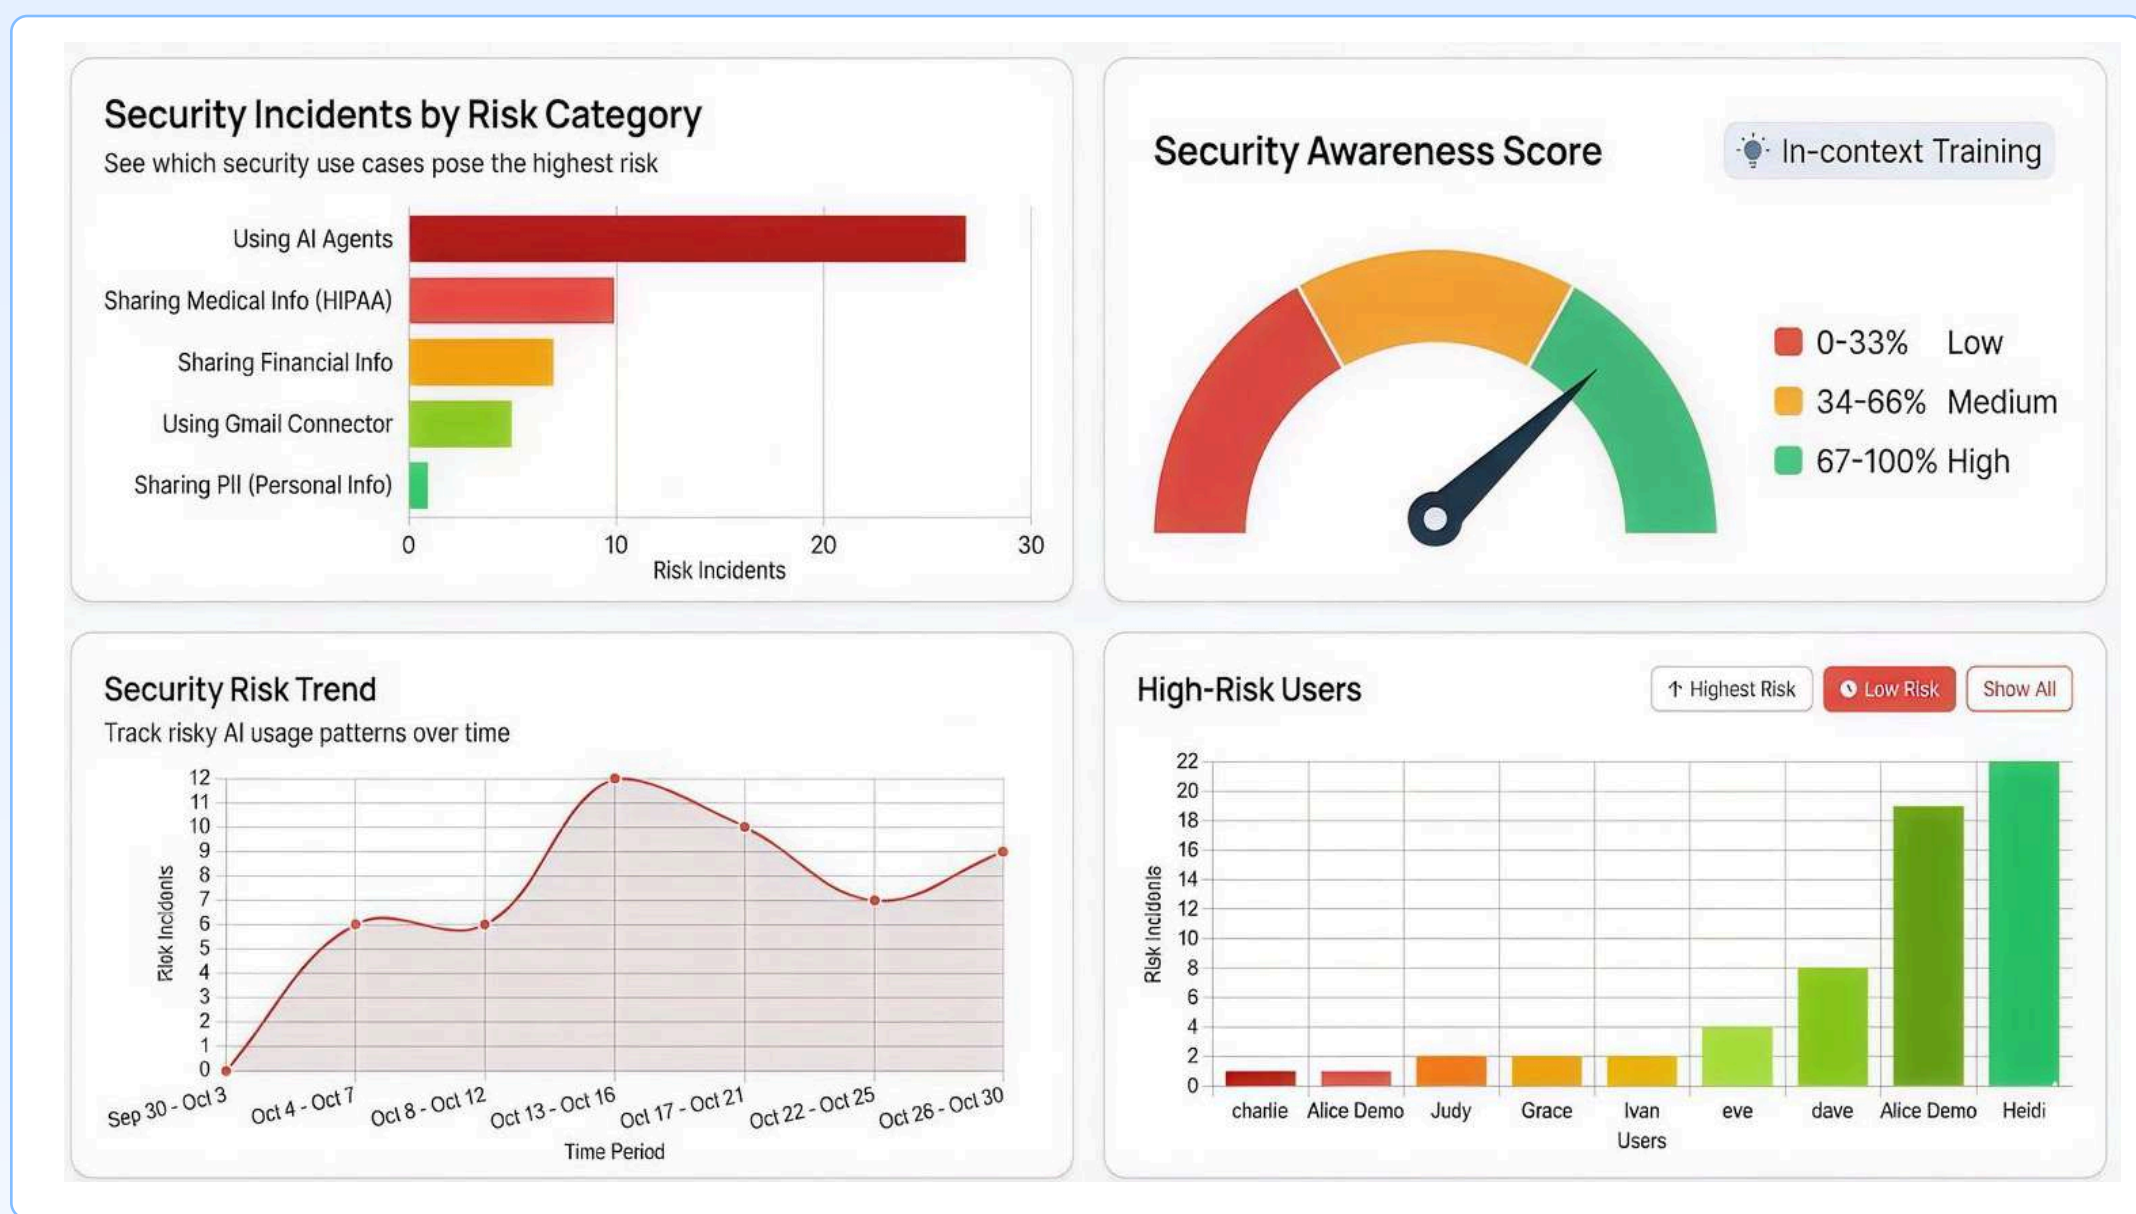 Security Incidents by Risk Category
See which security use cases pose the highest risk
Using AI Agents
Sharing Medical Info (HIPAA)
Sharing Financial Info
Using Gmail Connector
Sharing PII (Personal Info)
0 10 20 30
Risk Incidents
Security Awareness Score
In-context Training
0-33% Low
34-66% Medium
67-100% High
Security Risk Trend
Track risky AI usage patterns over time
12
11
10
9
8
7
6
5
4
3
2
1
0
Risk Incidents
Sep 30 - Oct 3 Oct 4 - Oct 7 Oct 8 - Oct 12 Oct 13 - Oct 16 Oct 17 - Oct 21 Oct 22 - Oct 25 Oct 26 - Oct 30
Time Period
High-Risk Users
↑ Highest Risk Low Risk Show All
22
20
18
16
14
12
10
8
6
4
2
0
Risk Incidents
charlie Alice Demo Judy Grace Ivan eve dave Alice Demo Heidi
Users